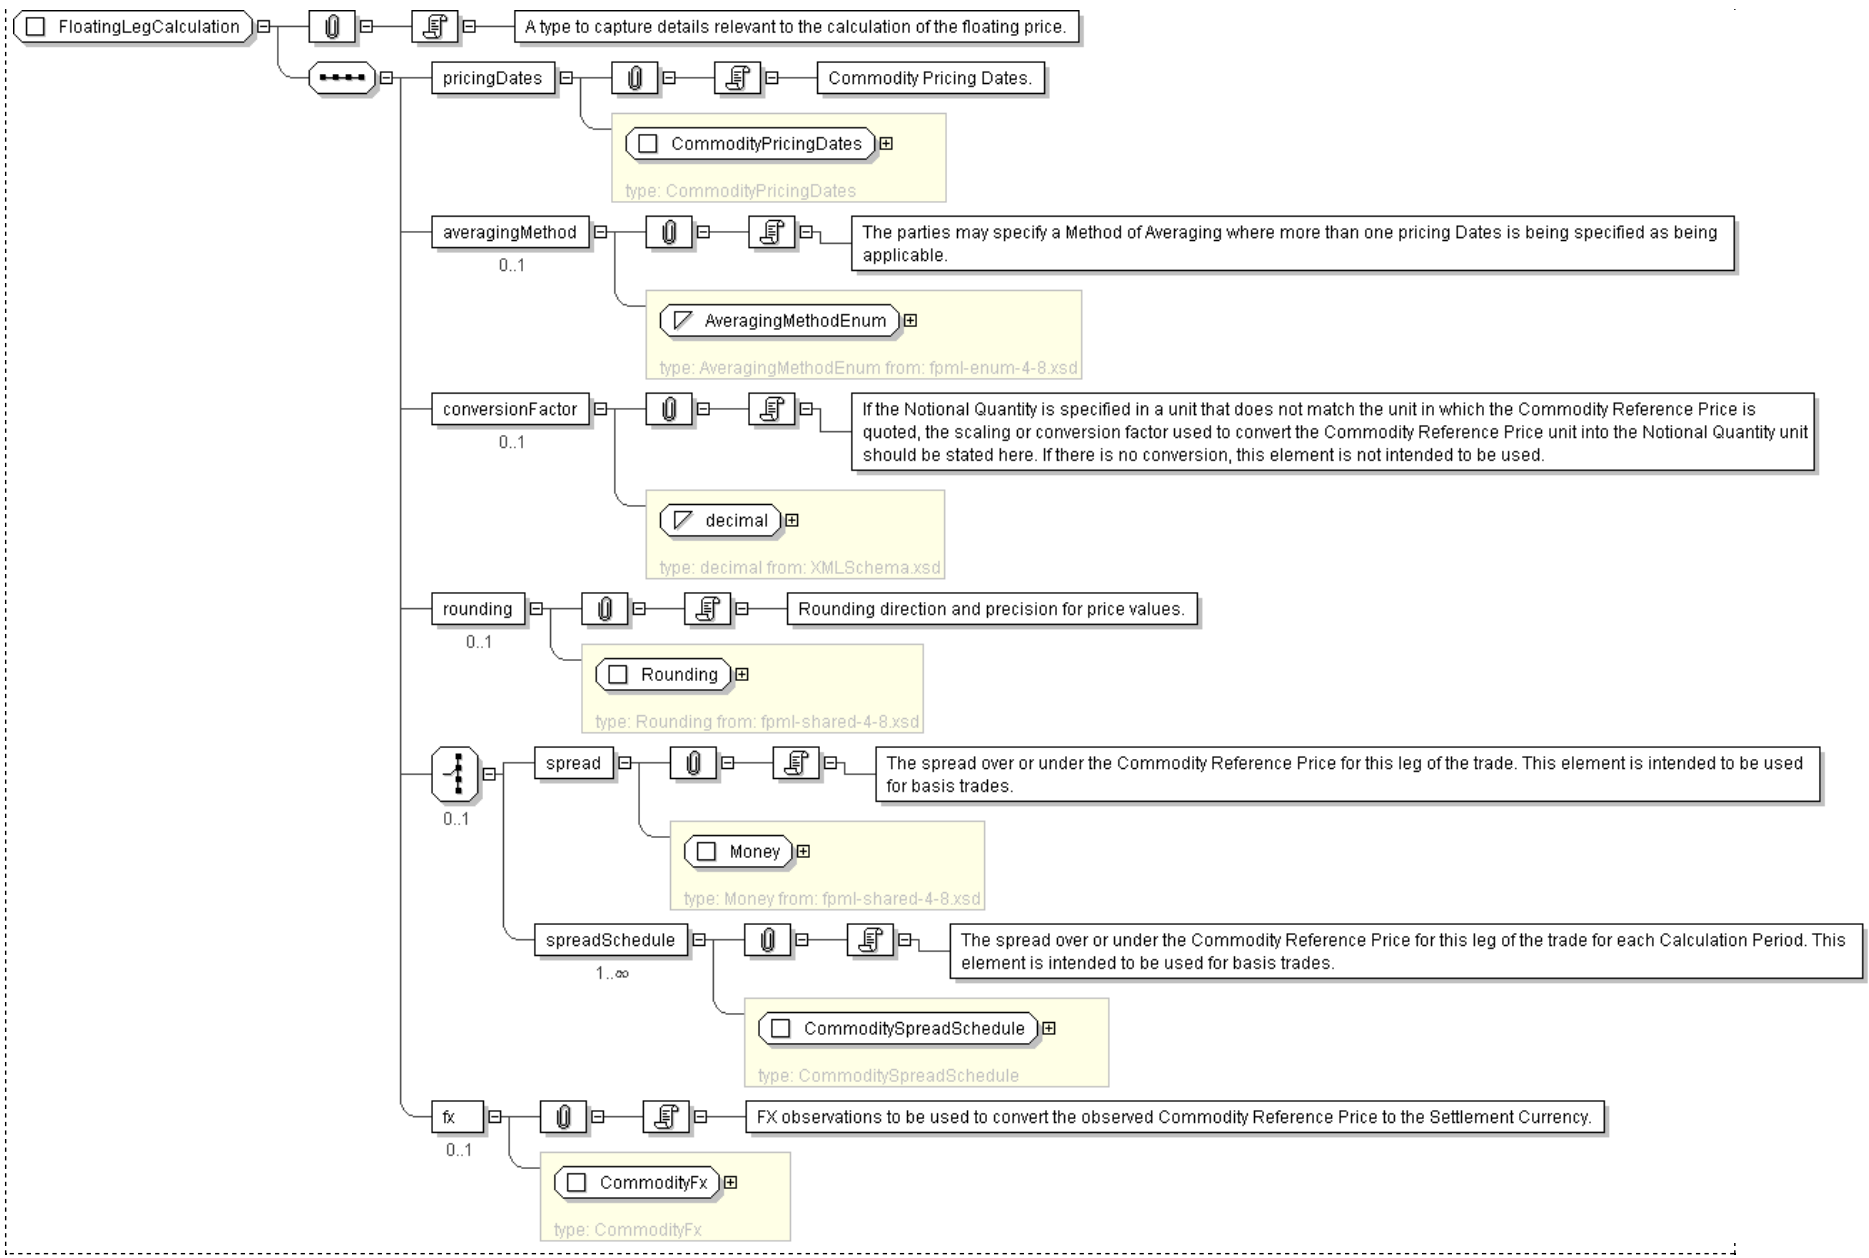 FloatingLegCalculation
A type to capture details relevant to the calculation of the floating price.
pricingDates
Commodity Pricing Dates.
CommodityPricingDates
type: CommodityPricingDates
averagingMethod
0..1
The parties may specify a Method of Averaging where more than one pricing Dates is being specified as being
applicable.
AveragingMethodEnum
type: AveragingMethodEnum from: fpml-enum-4-8.xsd
conversionFactor
0..1
If the Notional Quantity is specified in a unit that does not match the unit in which the Commodity Reference Price is
quoted, the scaling or conversion factor used to convert the Commodity Reference Price unit into the Notional Quantity unit
should be stated here. If there is no conversion, this element is not intended to be used.
decimal
type: decimal from: XMLSchema.xsd
rounding
0..1
Rounding direction and precision for price values.
Rounding
type: Rounding from: fpml-shared-4-8.xsd
0..1
spread
The spread over or under the Commodity Reference Price for this leg of the trade. This element is intended to be used
for basis trades.
Money
type: Money from: fpml-shared-4-8.xsd
spreadSchedule
1..∞
The spread over or under the Commodity Reference Price for this leg of the trade for each Calculation Period. This
element is intended to be used for basis trades.
CommoditySpreadSchedule
type: CommoditySpreadSchedule
fx
0..1
FX observations to be used to convert the observed Commodity Reference Price to the Settlement Currency.
CommodityFx
type: CommodityFx